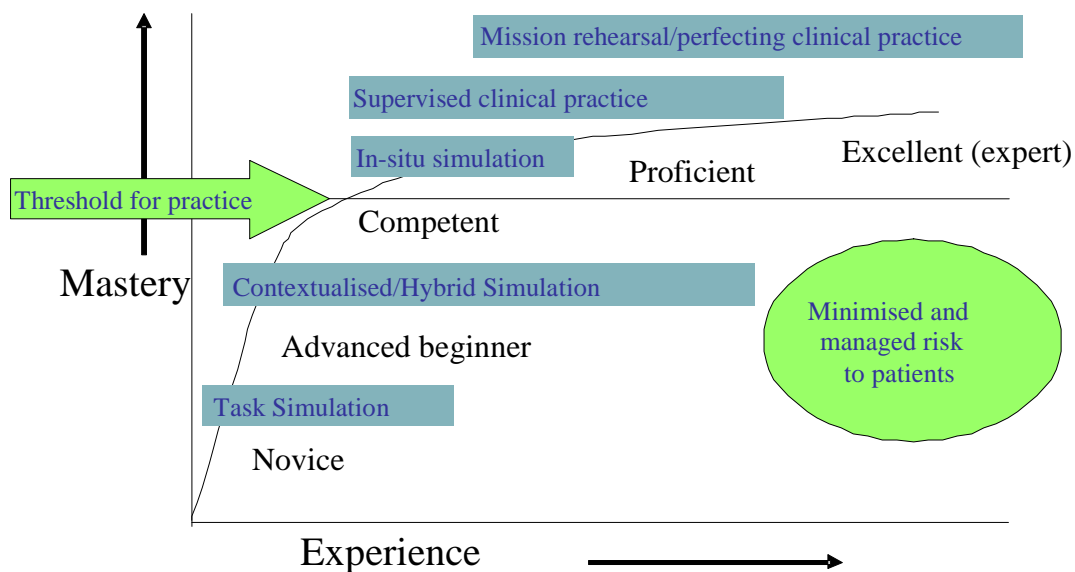 Mission rehearsal/perfecting clinical practice
Supervised clinical practice
In-situ simulation
Excellent (expert)
Proficient
Threshold for practice
Competent
Mastery
Contextualised/Hybrid Simulation
Minimised and
managed risk
to patients
Advanced beginner
Task Simulation
Novice
Experience